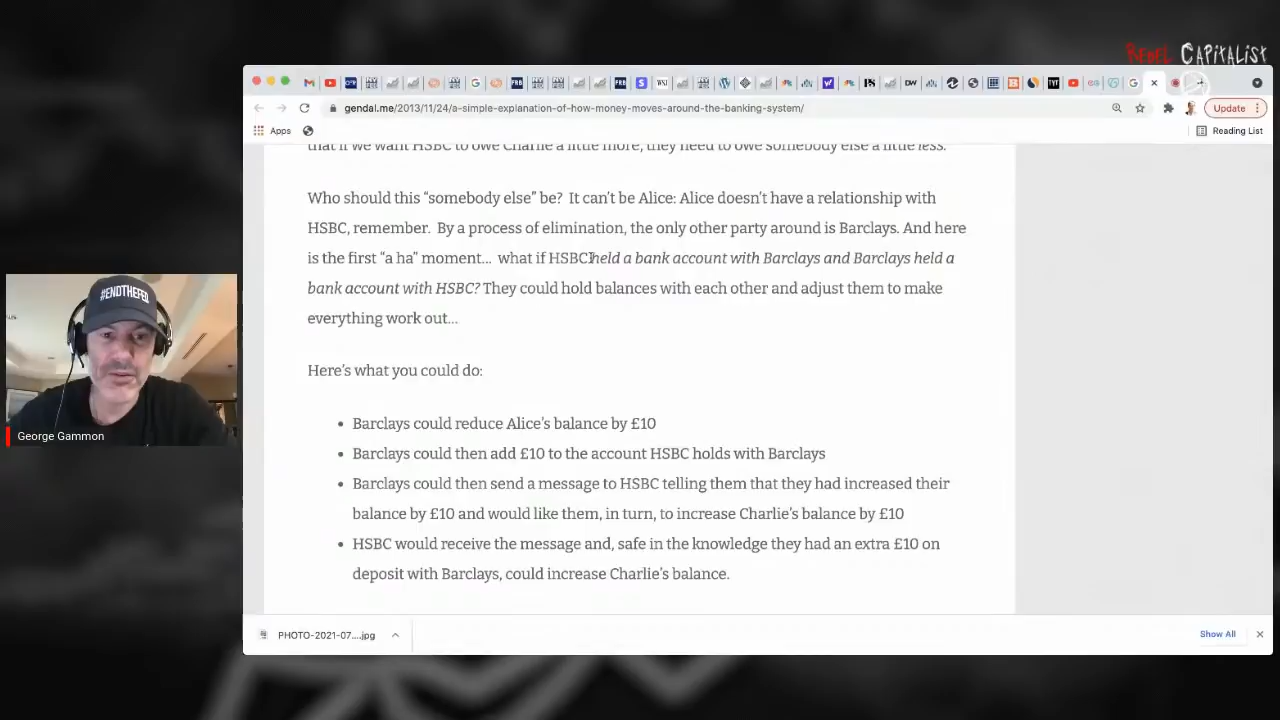 REBEL CAPITALIST
gendal.me/2013/11/24/a-simple-explanation-of-how-money-moves-around-the-banking-system/
Update
Apps
Reading List
that if we want HSBC to owe Charlie a little more, they need to owe somebody else a little less.
Who should this “somebody else” be? It can’t be Alice: Alice doesn’t have a relationship with
HSBC, remember. By a process of elimination, the only other party around is Barclays. And here
is the first “a ha” moment… what if HSBC held a bank account with Barclays and Barclays held a
bank account with HSBC? They could hold balances with each other and adjust them to make
everything work out…
#ENDTHEFED
Here’s what you could do:
• Barclays could reduce Alice’s balance by £10
George Gammon
• Barclays could then add £10 to the account HSBC holds with Barclays
• Barclays could then send a message to HSBC telling them that they had increased their
balance by £10 and would like them, in turn, to increase Charlie’s balance by £10
• HSBC would receive the message and, safe in the knowledge they had an extra £10 on
deposit with Barclays, could increase Charlie’s balance.
PHOTO-2021-07....jpg
Show All